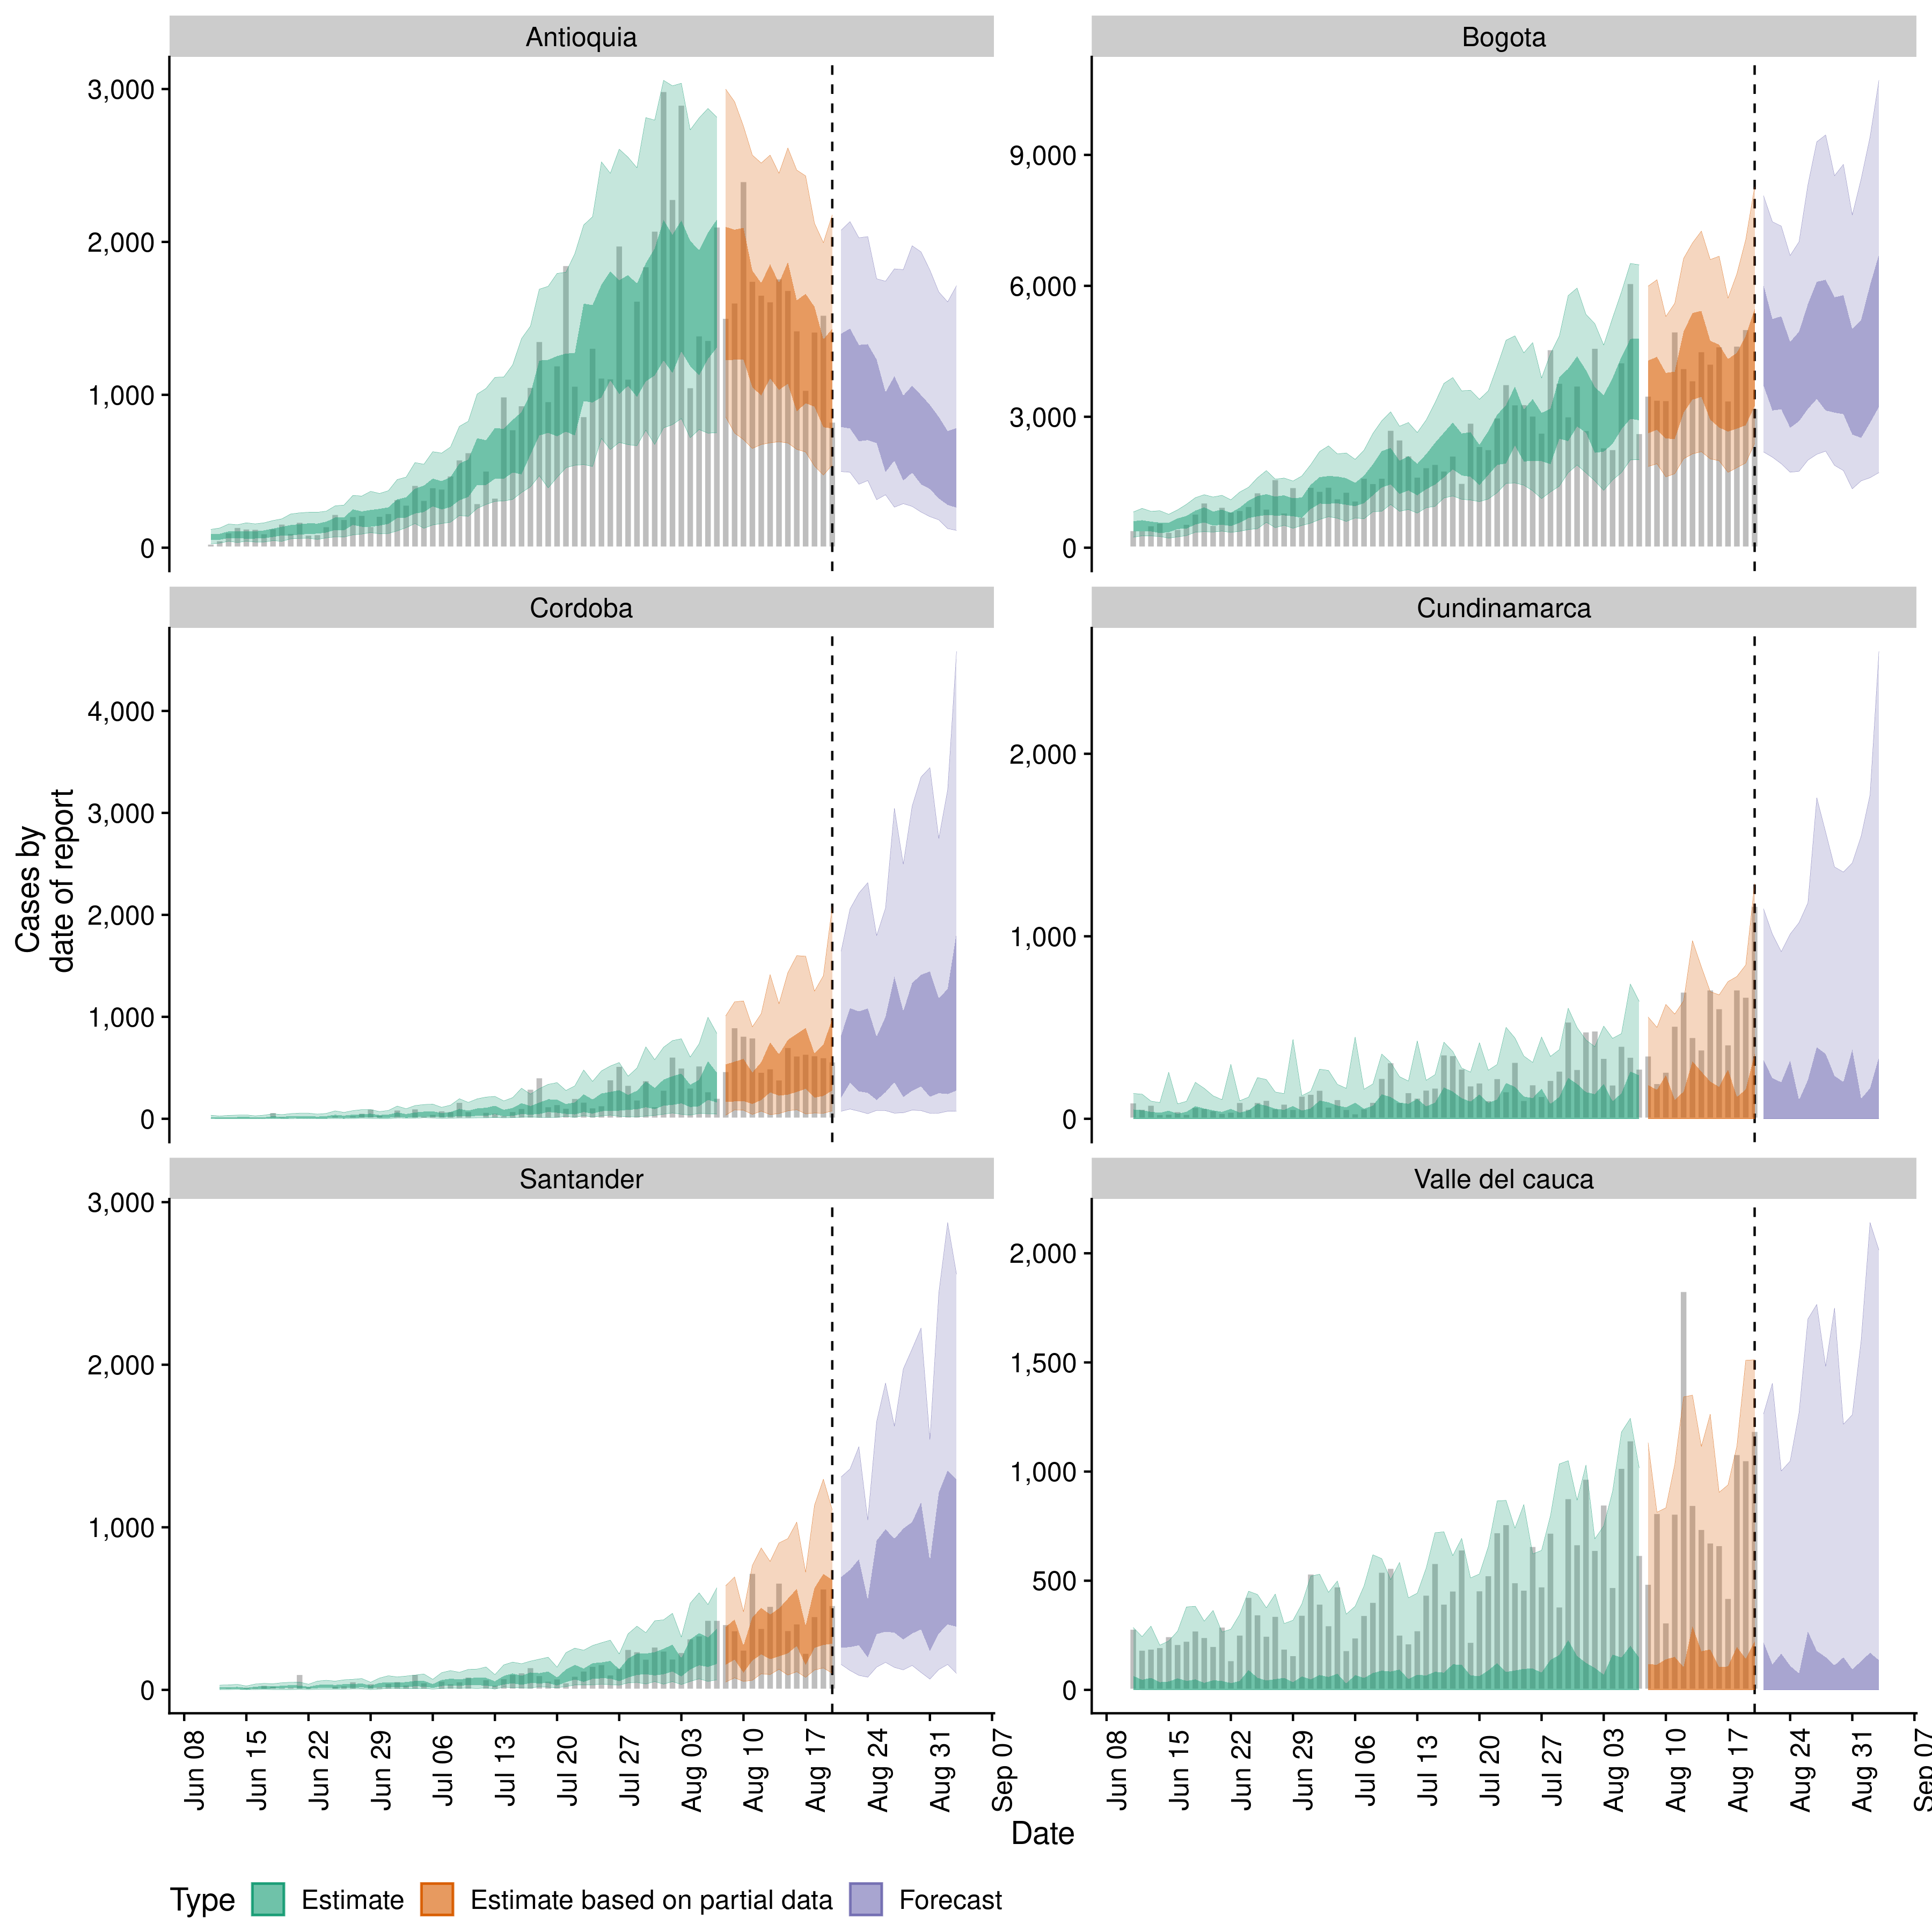 Antioquia
Bogota
3,000
2,000
1,000
0
9,000
6,000
3,000
0
Cordoba
Cundinamarca
4,000
3,000
2,000
1,000
0
2,000
1,000
0
Cases by
date of report
Santander
Valle del cauca
3,000
2,000
1,000
0
2,000
1,500
1,000
500
0
Jun 08 Jun 15 Jun 22 Jun 29 Jul 06 Jul 13 Jul 20 Jul 27 Aug 03 Aug 10 Aug 17 Aug 24 Aug 31 Sep 07
Jun 08 Jun 15 Jun 22 Jun 29 Jul 06 Jul 13 Jul 20 Jul 27 Aug 03 Aug 10 Aug 17 Aug 24 Aug 31 Sep 07
Date
Type Estimate Estimate based on partial data Forecast